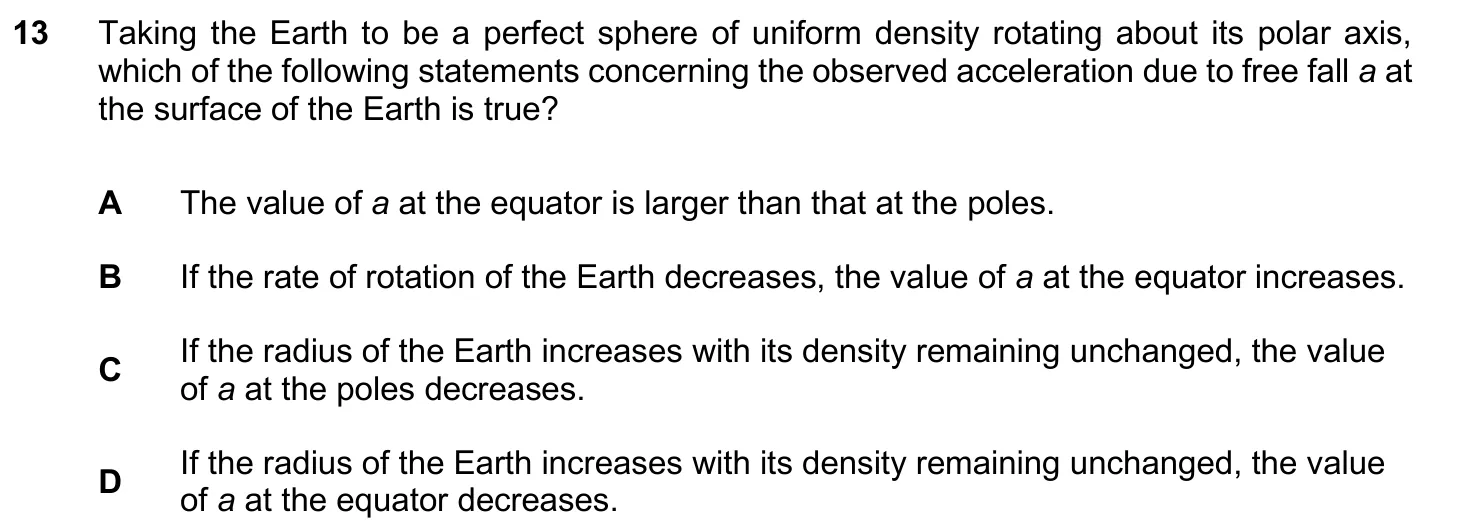 13 Taking the Earth to be a perfect sphere of uniform density rotating about its polar axis,
which of the following statements concerning the observed acceleration due to free fall a at
the surface of the Earth is true?
A The value of a at the equator is larger than that at the poles.
B If the rate of rotation of the Earth decreases, the value of a at the equator increases.
C If the radius of the Earth increases with its density remaining unchanged, the value
of a at the poles decreases.
D If the radius of the Earth increases with its density remaining unchanged, the value
of a at the equator decreases.